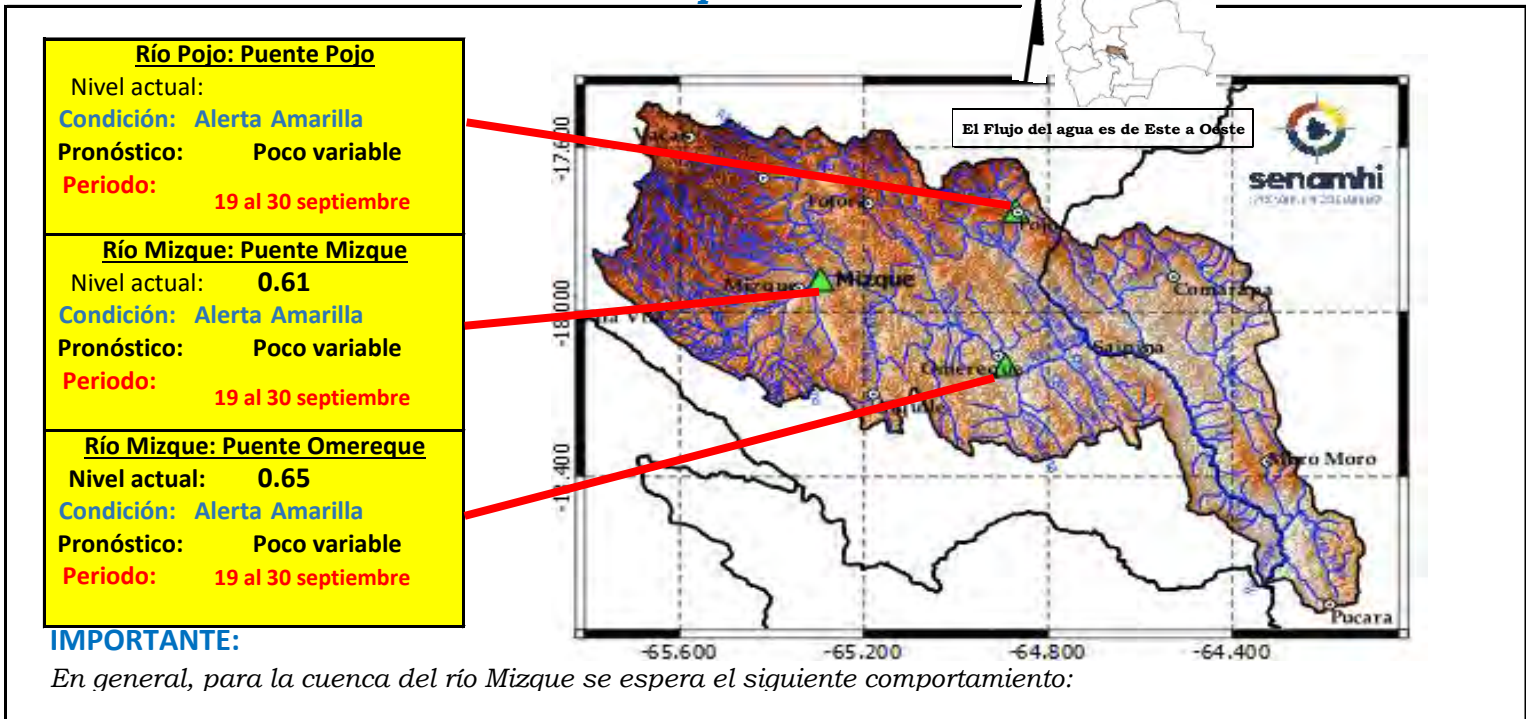 Río Pojo: Puente Pojo
Nivel actual:
Condición: Alerta Amarilla
Pronóstico: Poco variable
Periodo:
19 al 30 septiembre
Río Mizque: Puente Mizque
Nivel actual: 0.61
Condición: Alerta Amarilla
Pronóstico: Poco variable
Periodo:
19 al 30 septiembre
Río Mizque: Puente Omereque
Nivel actual: 0.65
Condición: Alerta Amarilla
Pronóstico: Poco variable
Periodo: 19 al 30 septiembre
El Flujo del agua es de Este a Oeste
senamhi
-17.600
Pojo
Mizque Mizque
Comarapa
-18.000
Saipina
Omereque
Moro Moro
Pucara
-65.600 -65.200 -64.800 -64.400
IMPORTANTE:
En general, para la cuenca del río Mizque se espera el siguiente comportamiento: